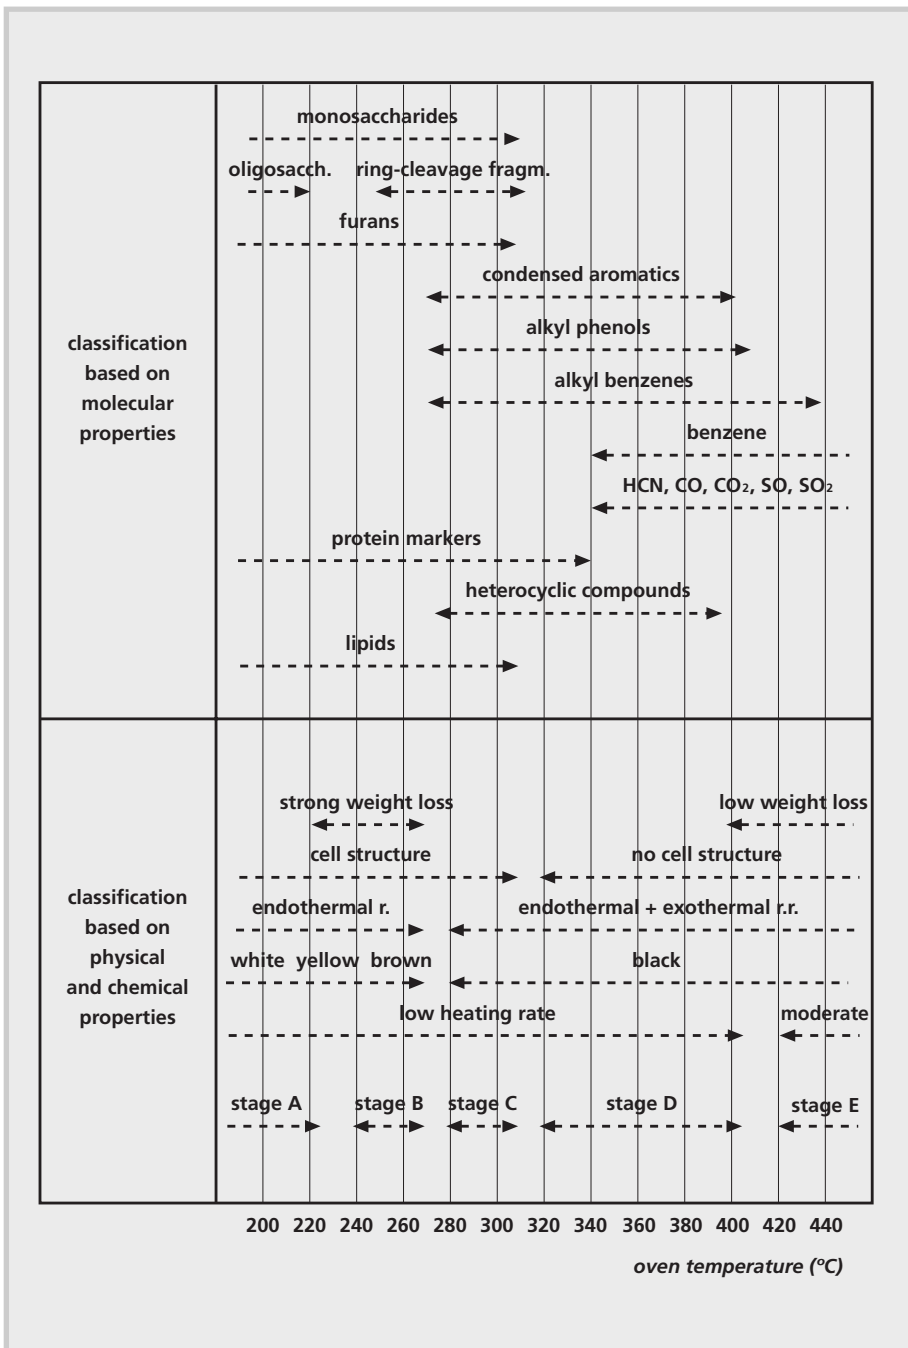 monosaccharides
oligosacch. ring-cleavage fragm.
furans
condensed aromatics
alkyl phenols
alkyl benzenes
benzene
HCN, CO, CO₂, SO, SO₂
protein markers
heterocyclic compounds
lipids
classification
based on
molecular
properties
strong weight loss low weight loss
cell structure no cell structure
endothermal r. endothermal + exothermal r.r.
white yellow brown black
low heating rate moderate
stage A stage B stage C stage D stage E
classification
based on
physical
and chemical
properties
200 220 240 260 280 300 320 340 360 380 400 420 440
oven temperature (ºC)